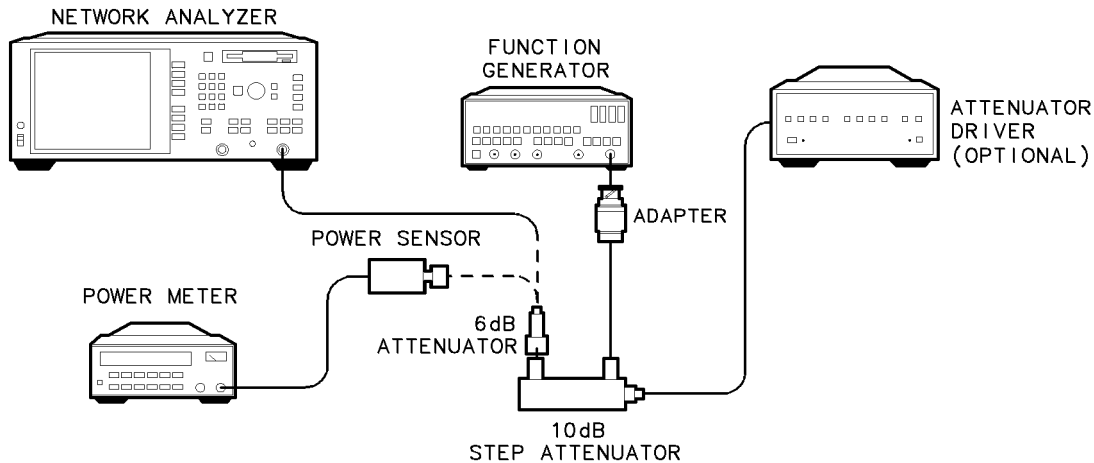 NETWORK ANALYZER
FUNCTION
GENERATOR
ATTENUATOR
DRIVER
(OPTIONAL)
ADAPTER
POWER SENSOR
POWER METER
6dB
ATTENUATOR
10dB
STEP ATTENUATOR